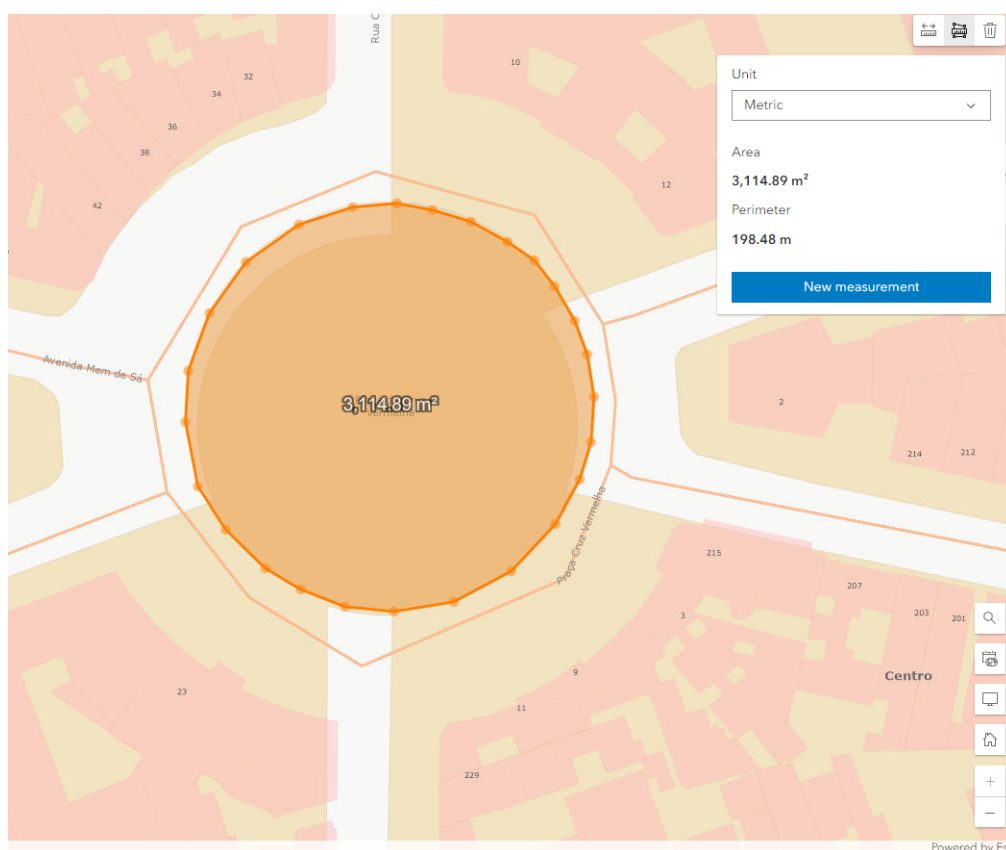 Rua C
32
34
36
38
42
10
12
Unit
Metric
Area
3,114.89 m²
Perimeter
198.48 m
New measurement
Avenida Mem de Sá
3,114.89 m²
Vermelha
2
214
212
Praça Cruz Vermelha
215
207
203
201
3
Centro
9
11
23
229
Powered by Es